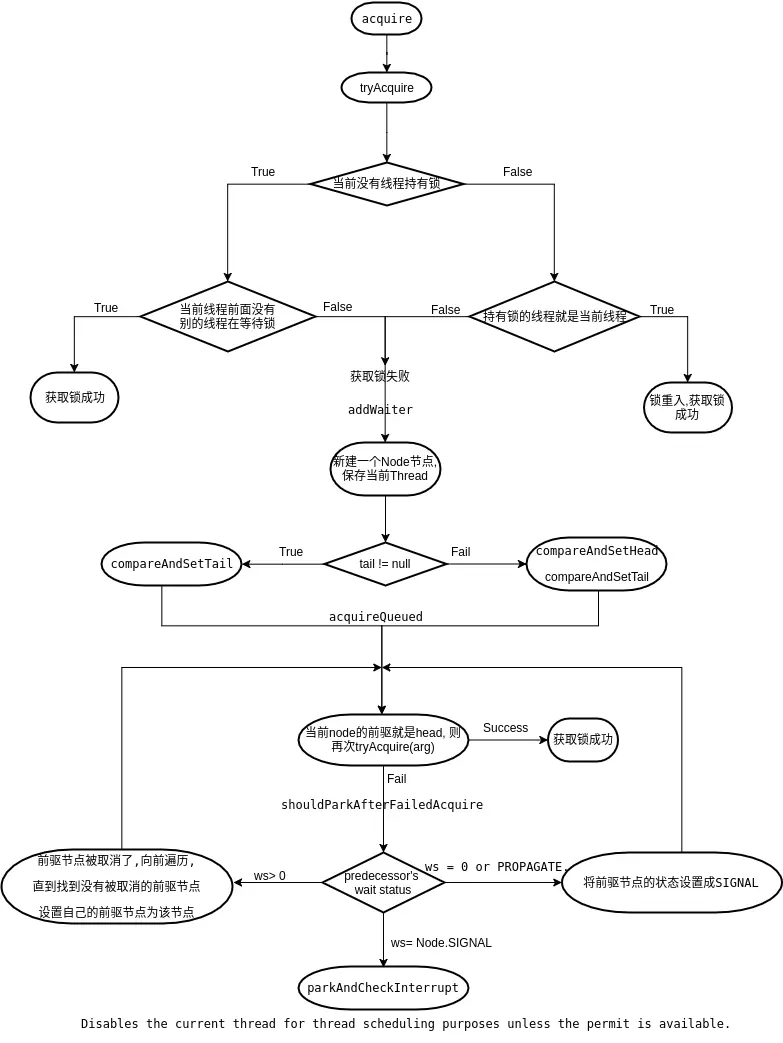 acquire
tryAcquire
True
False
当前没有线程持有锁
True
当前线程前面没有
别的线程在等待锁
False
False
持有锁的线程就是当前线程
True
获取锁成功
获取锁失败
锁重入,获取锁
成功
addWaiter
新建一个Node节点,
保存当前Thread
compareAndSetTail
True
tail != null
Fail
compareAndSetHead
compareAndSetTail
acquireQueued
当前node的前驱就是head, 则
再次tryAcquire(arg)
Success
获取锁成功
Fail
shouldParkAfterFailedAcquire
前驱节点被取消了,向前遍历,
直到找到没有被取消的前驱节点
设置自己的前驱节点为该节点
ws> 0
predecessor's
wait status
ws = 0 or PROPAGATE.
将前驱节点的状态设置成SIGNAL
ws= Node.SIGNAL
parkAndCheckInterrupt
Disables the current thread for thread scheduling purposes unless the permit is available.